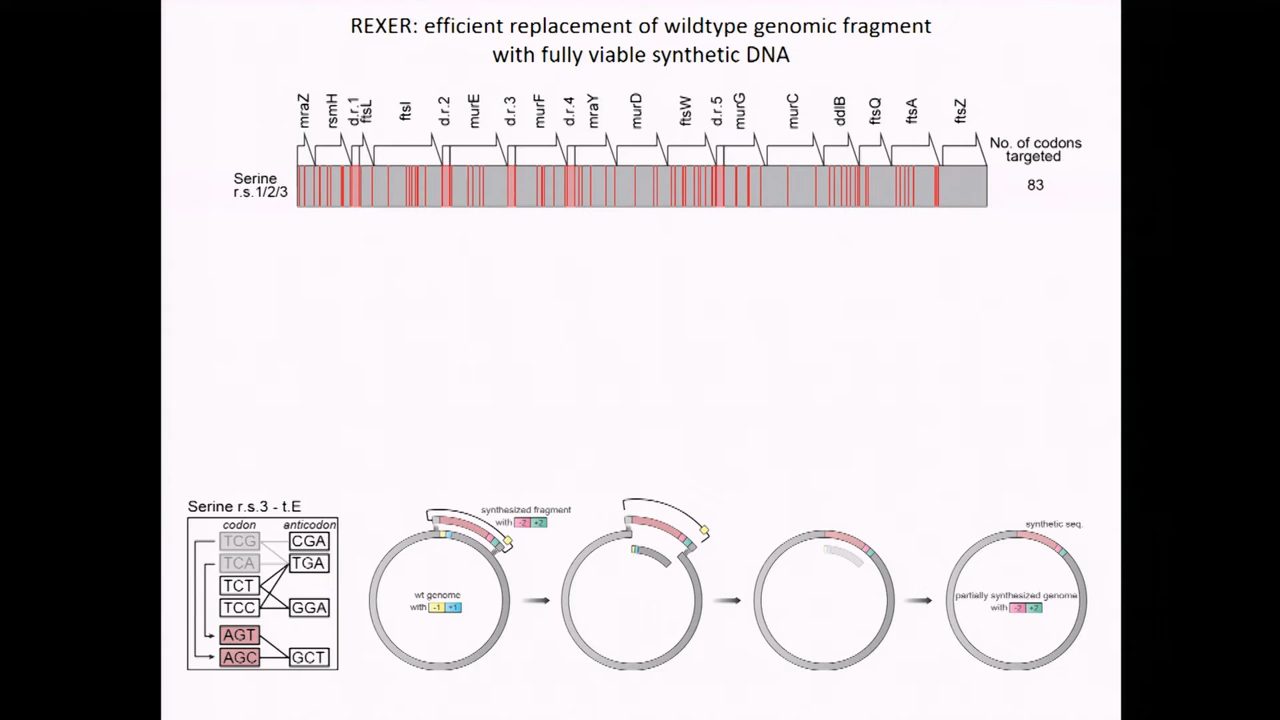 REXER: efficient replacement of wildtype genomic fragment
with fully viable synthetic DNA
mraZ
rsmH
d.r.1
ftsL
ftsI
d.r.2
murE
d.r.3
murF
d.r.4
mraY
murD
ftsW
d.r.5
murG
murC
ddlB
ftsQ
ftsA
ftsZ
No. of codons
targeted
Serine
r.s.1/2/3
83
Serine r.s.3 - t.E
codon anticodon
TCG CGA
TCA TGA
TCT
TCC GGA
AGT
AGC GCT
synthesized fragment
with -2 +2
wt genome
with -1 +1
synthetic seq.
partially synthesized genome
with -2 +2